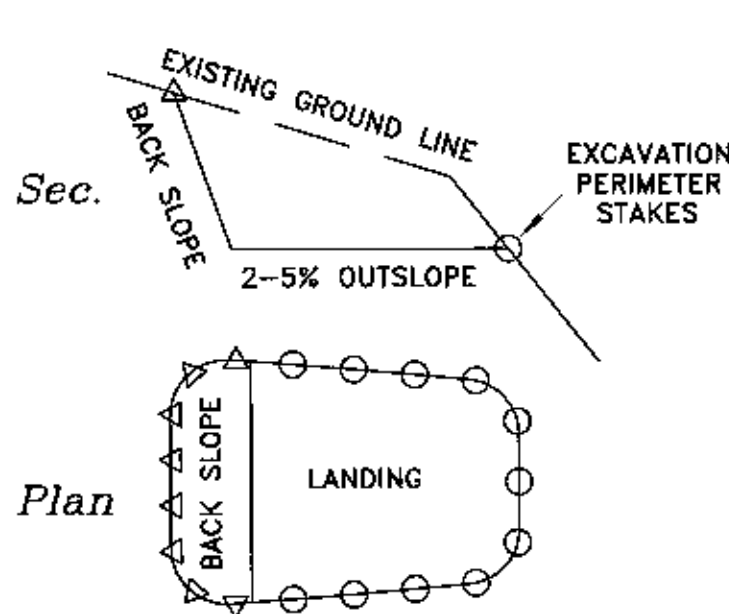 EXISTING GROUND LINE
BACK SLOPE
Sec.
EXCAVATION
PERIMETER
STAKES
2–5% OUTSLOPE
BACK SLOPE
LANDING
Plan